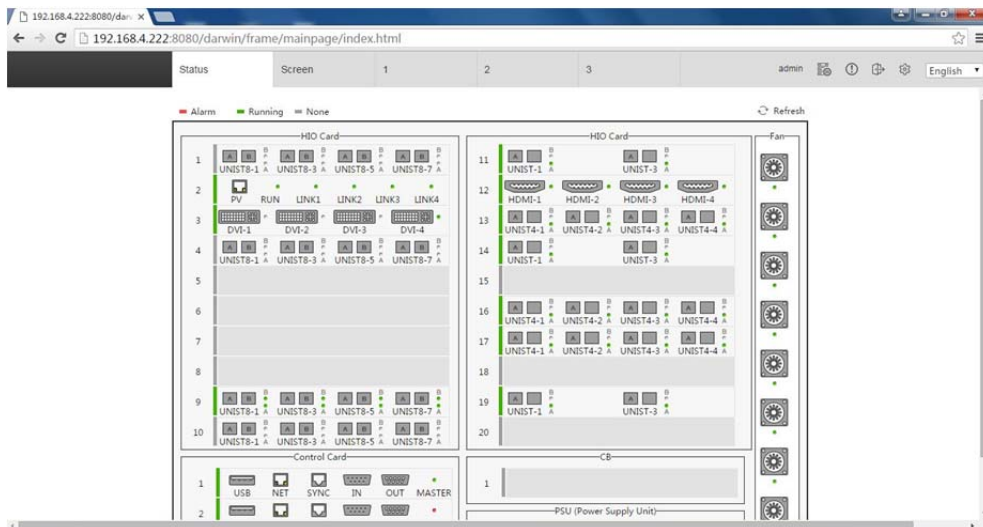 192.168.4.222:8080/dar
192.168.4.222:8080/darwin/frame/mainpage/index.html
Status Screen 1 2 3 admin English
Alarm Running None Refresh
HIO Card HIO Card Fan
1 A B A B A B A B B A B A B A B A
UNIST8-1 UNIST8-3 UNIST8-5 UNIST8-7
11 A B A A B A
UNIST-1 UNIST-3
2 PV RUN LINK1 LINK2 LINK3 LINK4
12 HDMI-1 HDMI-2 HDMI-3 HDMI-4
3 DVI-1 DVI-2 DVI-3 DVI-4
13 UNIST4-1 UNIST4-2 UNIST4-3 UNIST4-4
4 UNIST8-1 UNIST8-3 UNIST8-5 UNIST8-7
14 UNIST-1 UNIST-3
5 15
6
16 UNIST4-1 UNIST4-2 UNIST4-3 UNIST4-4
7
17 UNIST4-1 UNIST4-2 UNIST4-3 UNIST4-4
8 18
9 UNIST8-1 UNIST8-3 UNIST8-5 UNIST8-7
19 UNIST-1 UNIST-3
10 UNIST8-1 UNIST8-3 UNIST8-5 UNIST8-7
20
Control Card CB
1 USB NET SYNC IN OUT MASTER
1
2
PSU (Power Supply Unit)